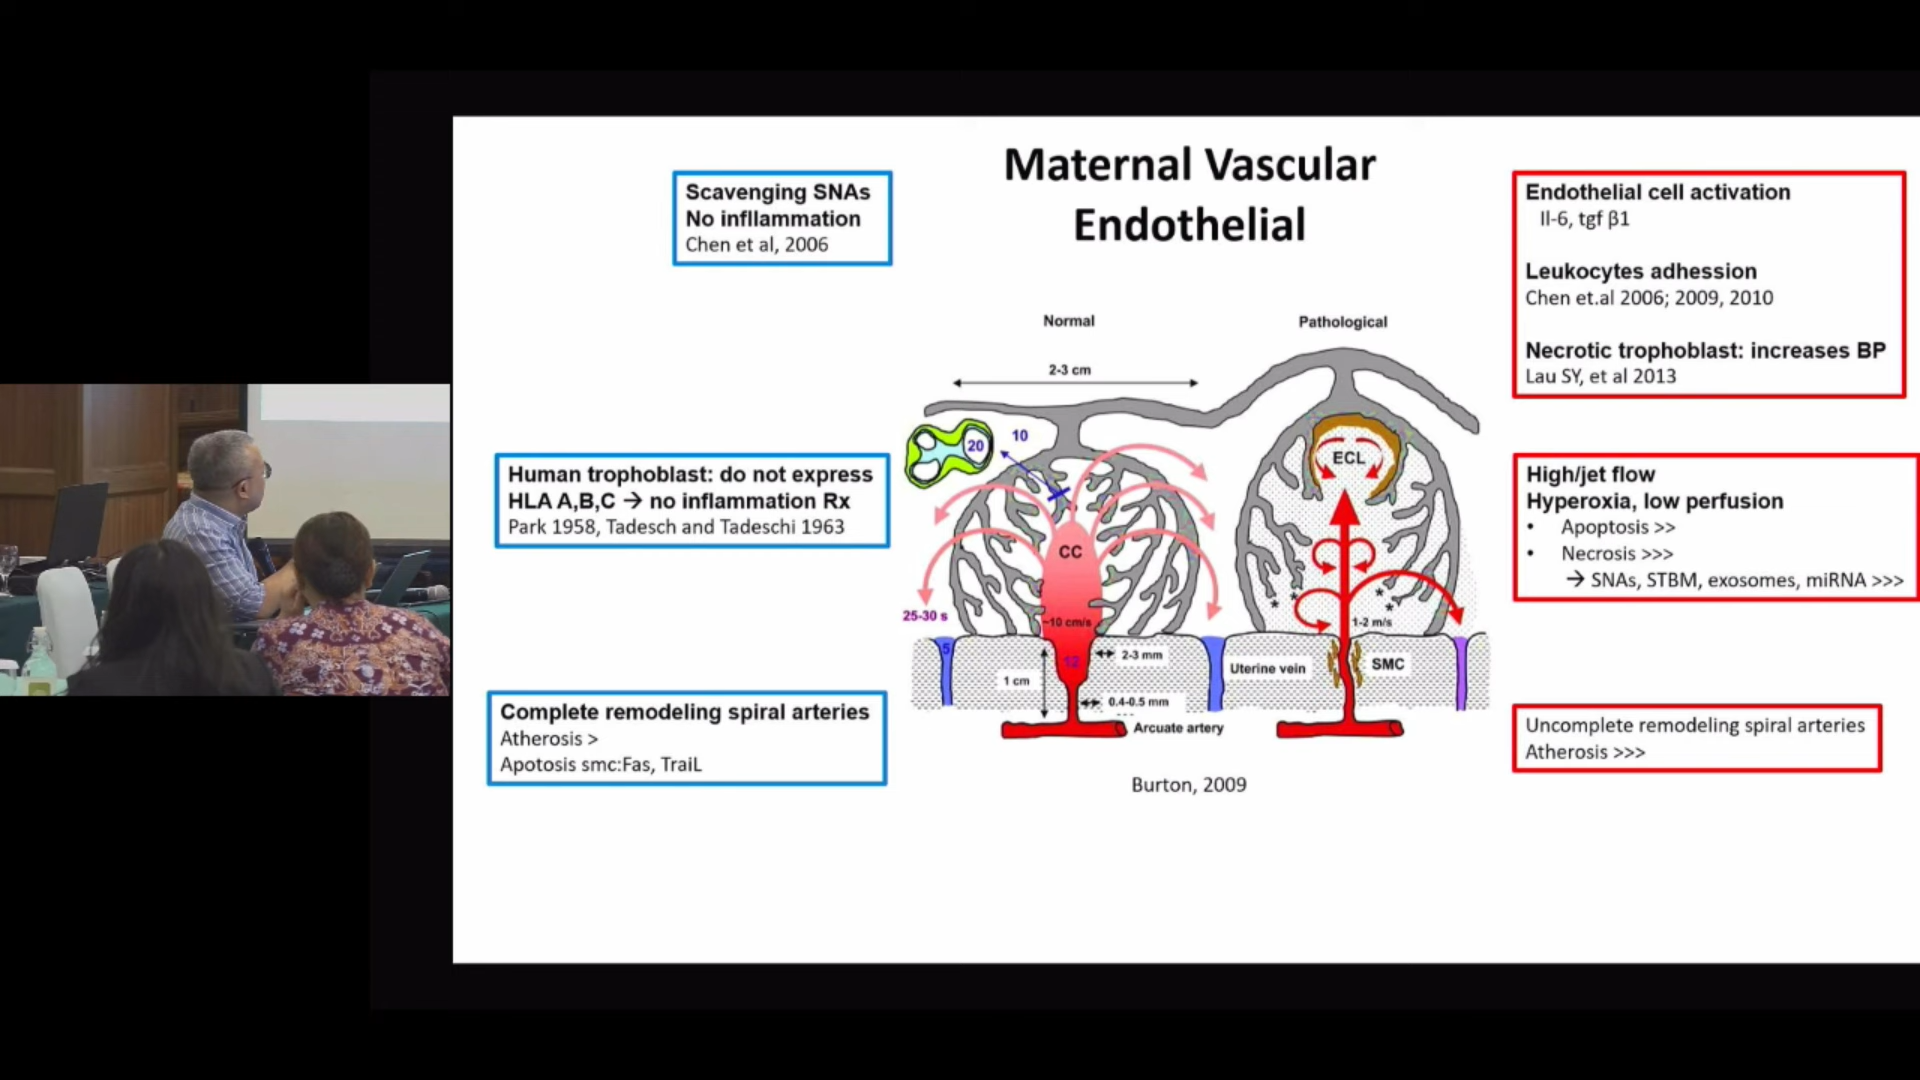 Maternal Vascular
Endothelial
Scavenging SNAs
No infllammation
Chen et al, 2006
Human trophoblast: do not express
HLA A,B,C → no inflammation Rx
Park 1958, Tadesch and Tadeschi 1963
Complete remodeling spiral arteries
Atherosis >
Apotosis smc:Fas, TraiL
Normal
Pathological
2-3 cm
20
10
ECL
CC
25-30 s
~10 cm/s
1-2 m/s
5
12
2-3 mm
Uterine vein
SMC
1 cm
0.4-0.5 mm
Arcuate artery
Burton, 2009
Endothelial cell activation
Il-6, tgf β1
Leukocytes adhession
Chen et.al 2006; 2009, 2010
Necrotic trophoblast: increases BP
Lau SY, et al 2013
High/jet flow
Hyperoxia, low perfusion
• Apoptosis >>
• Necrosis >>>
→ SNAs, STBM, exosomes, miRNA >>>
Uncomplete remodeling spiral arteries
Atherosis >>>